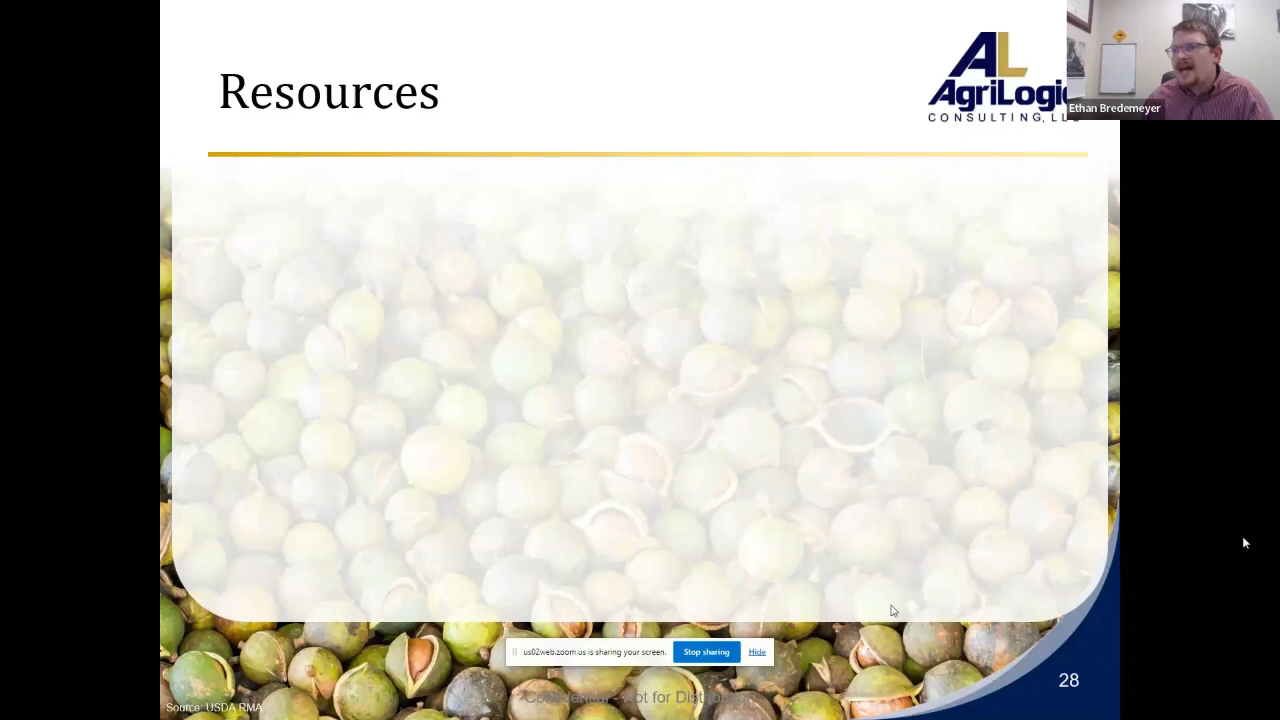 Resources
AL
AgriLogic
CONSULTING, LLC
Ethan Bredemeyer
us02web.zoom.us is sharing your screen.
Stop sharing
Hide
28
Source: USDA RMA